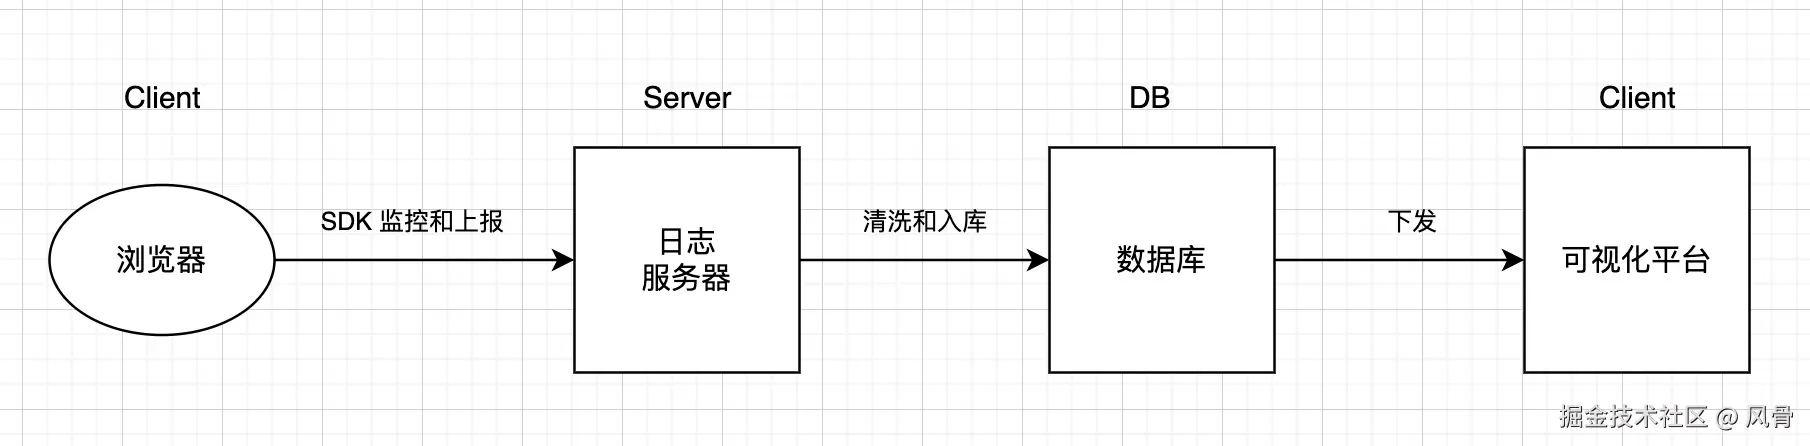 Client
Server
DB
Client
浏览器
SDK 监控和上报
日志
服务器
清洗和入库
数据库
下发
可视化平台
掘金技术社区 @ 风骨